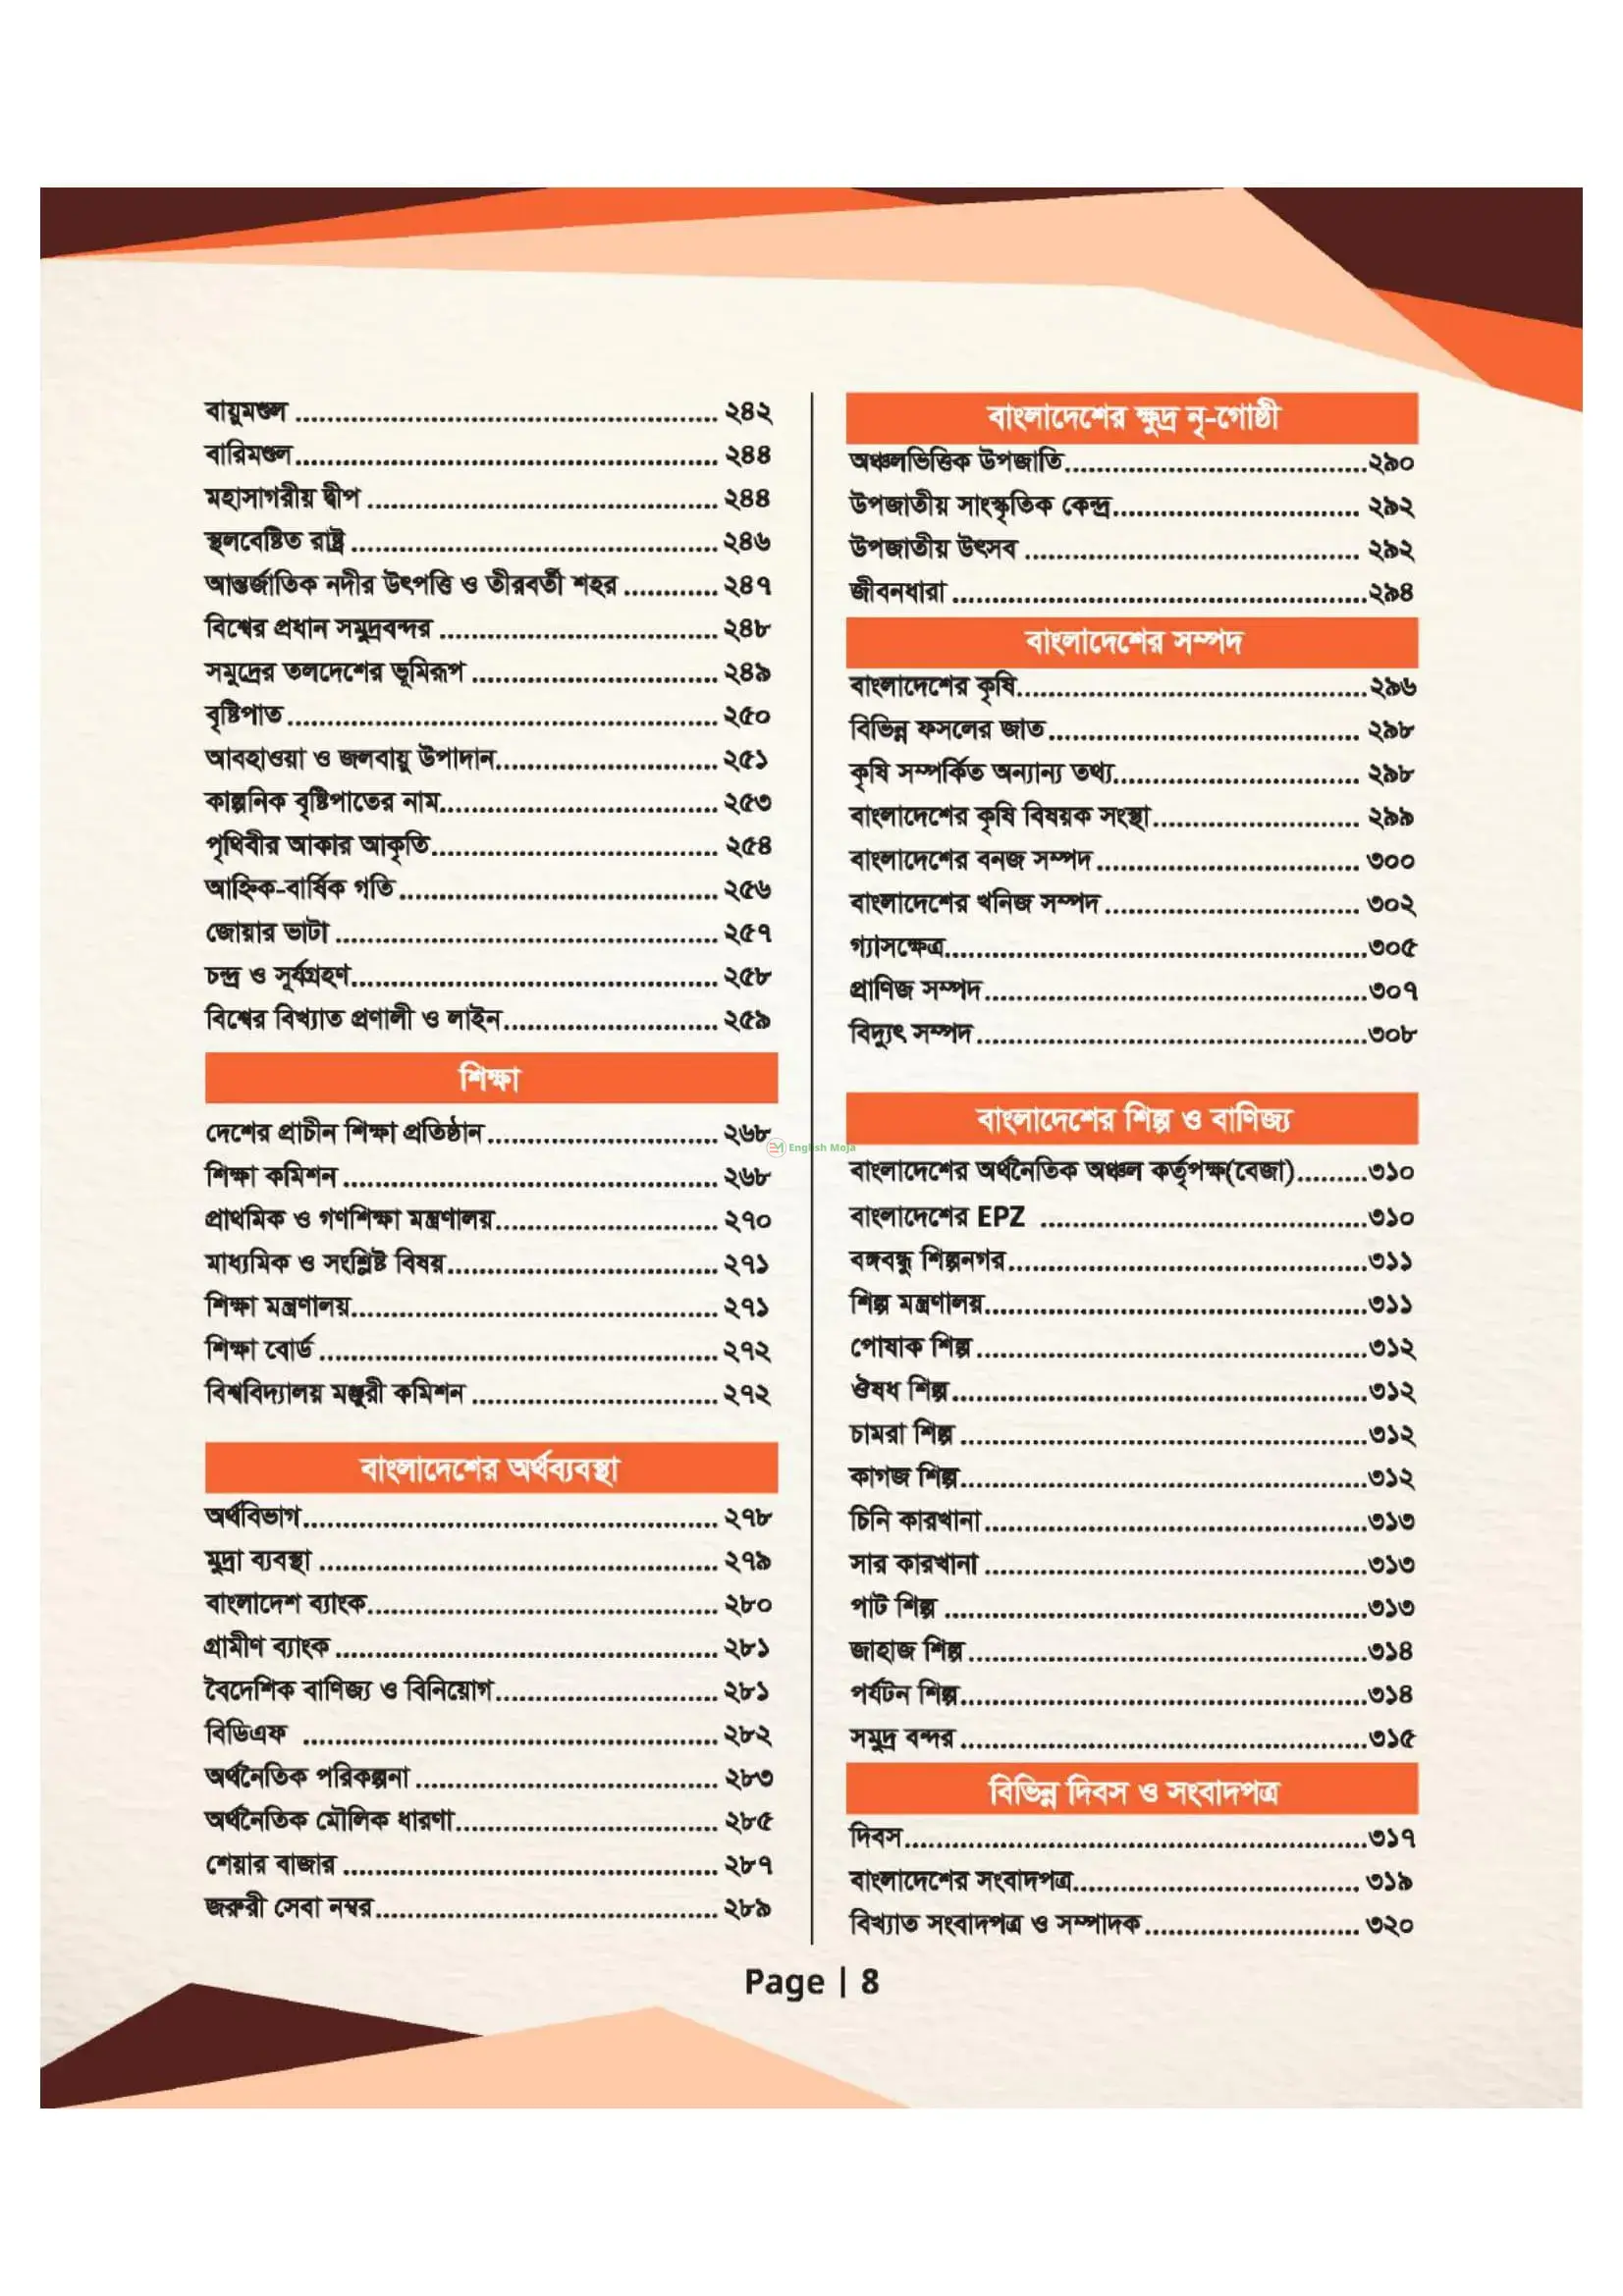 বায়ুমণ্ডল ..................................................... ২৪২
বারিমণ্ডল..................................................... ২৪৪
মহাসাগরীয় দ্বীপ ............................................ ২৪৪
স্থলবেষ্টিত রাষ্ট্র .............................................. ২৪৬
আন্তর্জাতিক নদীর উৎপত্তি ও তীরবর্তী শহর ............ ২৪৭
বিশ্বের প্রধান সমুদ্রবন্দর ................................... ২৪৮
সমুদ্রের তলদেশের ভূমিরূপ ............................... ২৪৯
বৃষ্টিপাত ...................................................... ২৫০
আবহাওয়া ও জলবায়ু উপাদান............................ ২৫১
কাল্পনিক বৃষ্টিপাতের নাম................................... ২৫৩
পৃথিবীর আকার আকৃতি.................................... ২৫৪
আহ্নিক-বার্ষিক গতি ........................................ ২৫৬
জোয়ার ভাটা ................................................ ২৫৭
চন্দ্র ও সূর্যগ্রহণ.............................................. ২৫৮
বিশ্বের বিখ্যাত প্রণালী ও লাইন........................... ২৫৯
শিক্ষা
দেশের প্রাচীন শিক্ষা প্রতিষ্ঠান............................. ২৬৮
শিক্ষা কমিশন ............................................... ২৬৮
প্রাথমিক ও গণশিক্ষা মন্ত্রণালয়............................ ২৭০
মাধ্যমিক ও সংশ্লিষ্ট বিষয়.................................. ২৭১
শিক্ষা মন্ত্রণালয়.............................................. ২৭১
শিক্ষা বোর্ড .................................................. ২৭২
বিশ্ববিদ্যালয় মঞ্জুরী কমিশন ............................... ২৭২
বাংলাদেশের অর্থব্যবস্থা
অর্থবিভাগ.................................................... ২৭৮
মুদ্রা ব্যবস্থা .................................................. ২৭৯
বাংলাদেশ ব্যাংক............................................ ২৮০
গ্রামীণ ব্যাংক ................................................ ২৮১
বৈদেশিক বাণিজ্য ও বিনিয়োগ............................ ২৮১
বিডিএফ .................................................... ২৮২
অর্থনৈতিক পরিকল্পনা ...................................... ২৮৩
অর্থনৈতিক মৌলিক ধারণা................................. ২৮৫
শেয়ার বাজার ............................................... ২৮৭
জরুরী সেবা নম্বর........................................... ২৮৯
বাংলাদেশের ক্ষুদ্র নৃ-গোষ্ঠী
অঞ্চলভিত্তিক উপজাতি......................................২৯০
উপজাতীয় সাংস্কৃতিক কেন্দ্র............................... ২৯২
উপজাতীয় উৎসব .......................................... ২৯২
জীবনধারা ....................................................২৯৪
বাংলাদেশের সম্পদ
বাংলাদেশের কৃষি............................................২৯৬
বিভিন্ন ফসলের জাত ....................................... ২৯৮
কৃষি সম্পর্কিত অন্যান্য তথ্য............................... ২৯৮
বাংলাদেশের কৃষি বিষয়ক সংস্থা.......................... ২৯৯
বাংলাদেশের বনজ সম্পদ ................................. ৩০০
বাংলাদেশের খনিজ সম্পদ ................................ ৩০২
গ্যাসক্ষেত্র.....................................................৩০৫
প্রাণিজ সম্পদ................................................৩০৭
বিদ্যুৎ সম্পদ .................................................৩০৮
বাংলাদেশের শিল্প ও বাণিজ্য
বাংলাদেশের অর্থনৈতিক অঞ্চল কর্তৃপক্ষ(বেজা).........৩১০
বাংলাদেশের EPZ .........................................৩১০
বঙ্গবন্ধু শিল্পনগর.............................................৩১১
শিল্প মন্ত্রণালয়................................................৩১১
পোষাক শিল্প .................................................৩১২
ঔষধ শিল্প ....................................................৩১২
চামরা শিল্প ...................................................৩১২
কাগজ শিল্প...................................................৩১২
চিনি কারখানা................................................৩১৩
সার কারখানা ................................................৩১৩
পাট শিল্প .....................................................৩১৩
জাহাজ শিল্প ..................................................৩১৪
পর্যটন শিল্প...................................................৩১৪
সমুদ্র বন্দর ...................................................৩১৫
বিভিন্ন দিবস ও সংবাদপত্র
দিবস..........................................................৩১৭
বাংলাদেশের সংবাদপত্র.................................... ৩১৯
বিখ্যাত সংবাদপত্র ও সম্পাদক ........................... ৩২০
English Moja
Page | 8